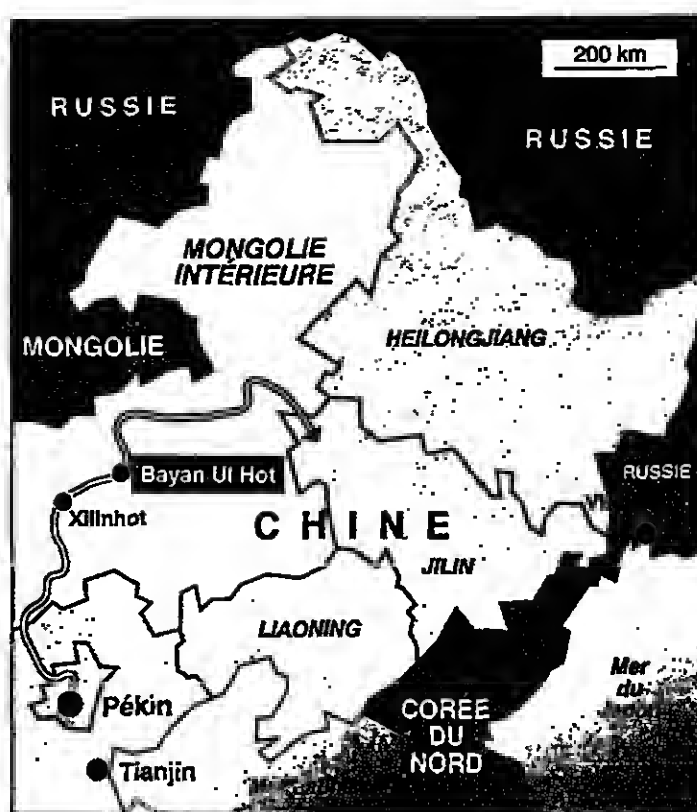 200 km
RUSSIE
RUSSIE
MONGOLIE
INTÉRIEURE
HEILONGJIANG
MONGOLIE
Bayan Ul Hot
RUSSIE
Xilinhot
CHINE
JILIN
LIAONING
Mer
du
Pékin
CORÉE
DU
NORD
Tianjin